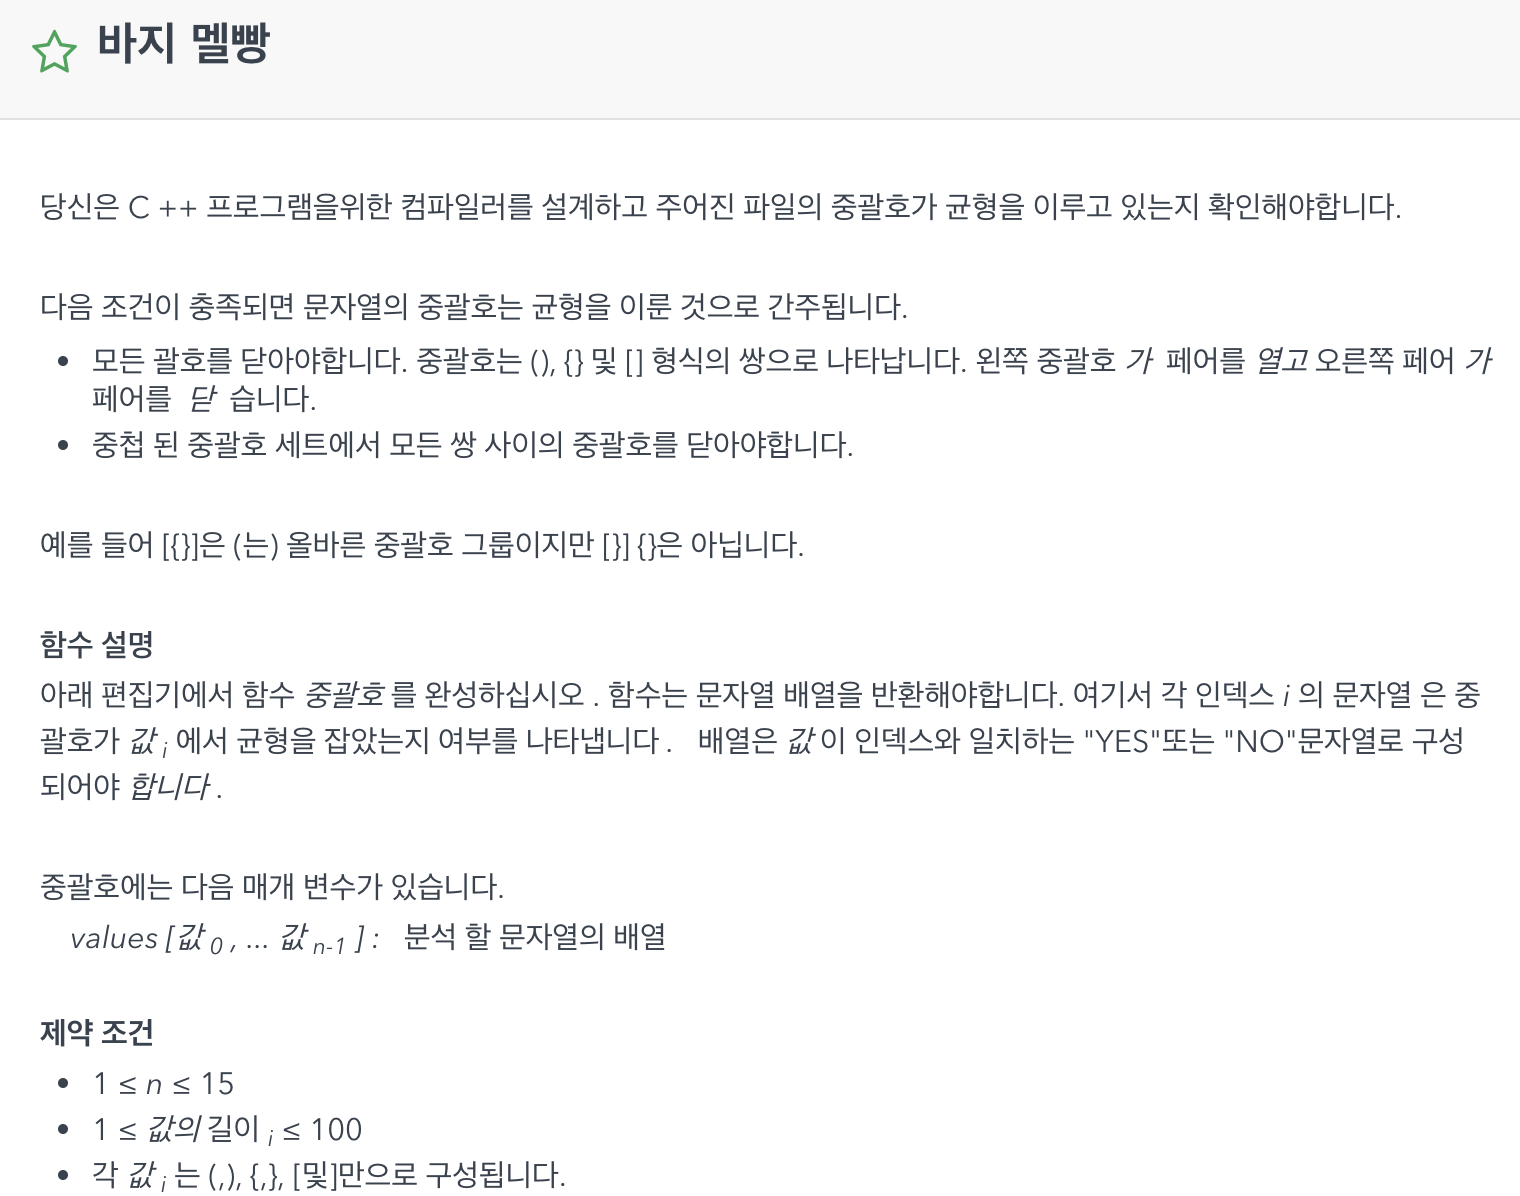 바지 멜빵
당신은 C ++ 프로그램을위한 컴파일러를 설계하고 주어진 파일의 중괄호가 균형을 이루고 있는지 확인해야합니다.
다음 조건이 충족되면 문자열의 중괄호는 균형을 이룬 것으로 간주됩니다.
• 모든 괄호를 닫아야합니다. 중괄호는 (), {} 및 [] 형식의 쌍으로 나타납니다. 왼쪽 중괄호 가 페어를 열고 오른쪽 페어 가
페어를 닫 습니다.
• 중첩 된 중괄호 세트에서 모든 쌍 사이의 중괄호를 닫아야합니다.
예를 들어 [{}]은 (는) 올바른 중괄호 그룹이지만 [}] {}은 아닙니다.
함수 설명
아래 편집기에서 함수 중괄호 를 완성하십시오 . 함수는 문자열 배열을 반환해야합니다. 여기서 각 인덱스 i 의 문자열 은 중
괄호가 값 i 에서 균형을 잡았는지 여부를 나타냅니다 . 배열은 값 이 인덱스와 일치하는 "YES"또는 "NO"문자열로 구성
되어야 합니다 .
중괄호에는 다음 매개 변수가 있습니다.
values [값 0 , ... 값 n-1 ] : 분석 할 문자열의 배열
제약 조건
• 1 ≤ n ≤ 15
• 1 ≤ 값의 길이 i ≤ 100
• 각 값 i 는 (,), {,}, [및]만으로 구성됩니다.